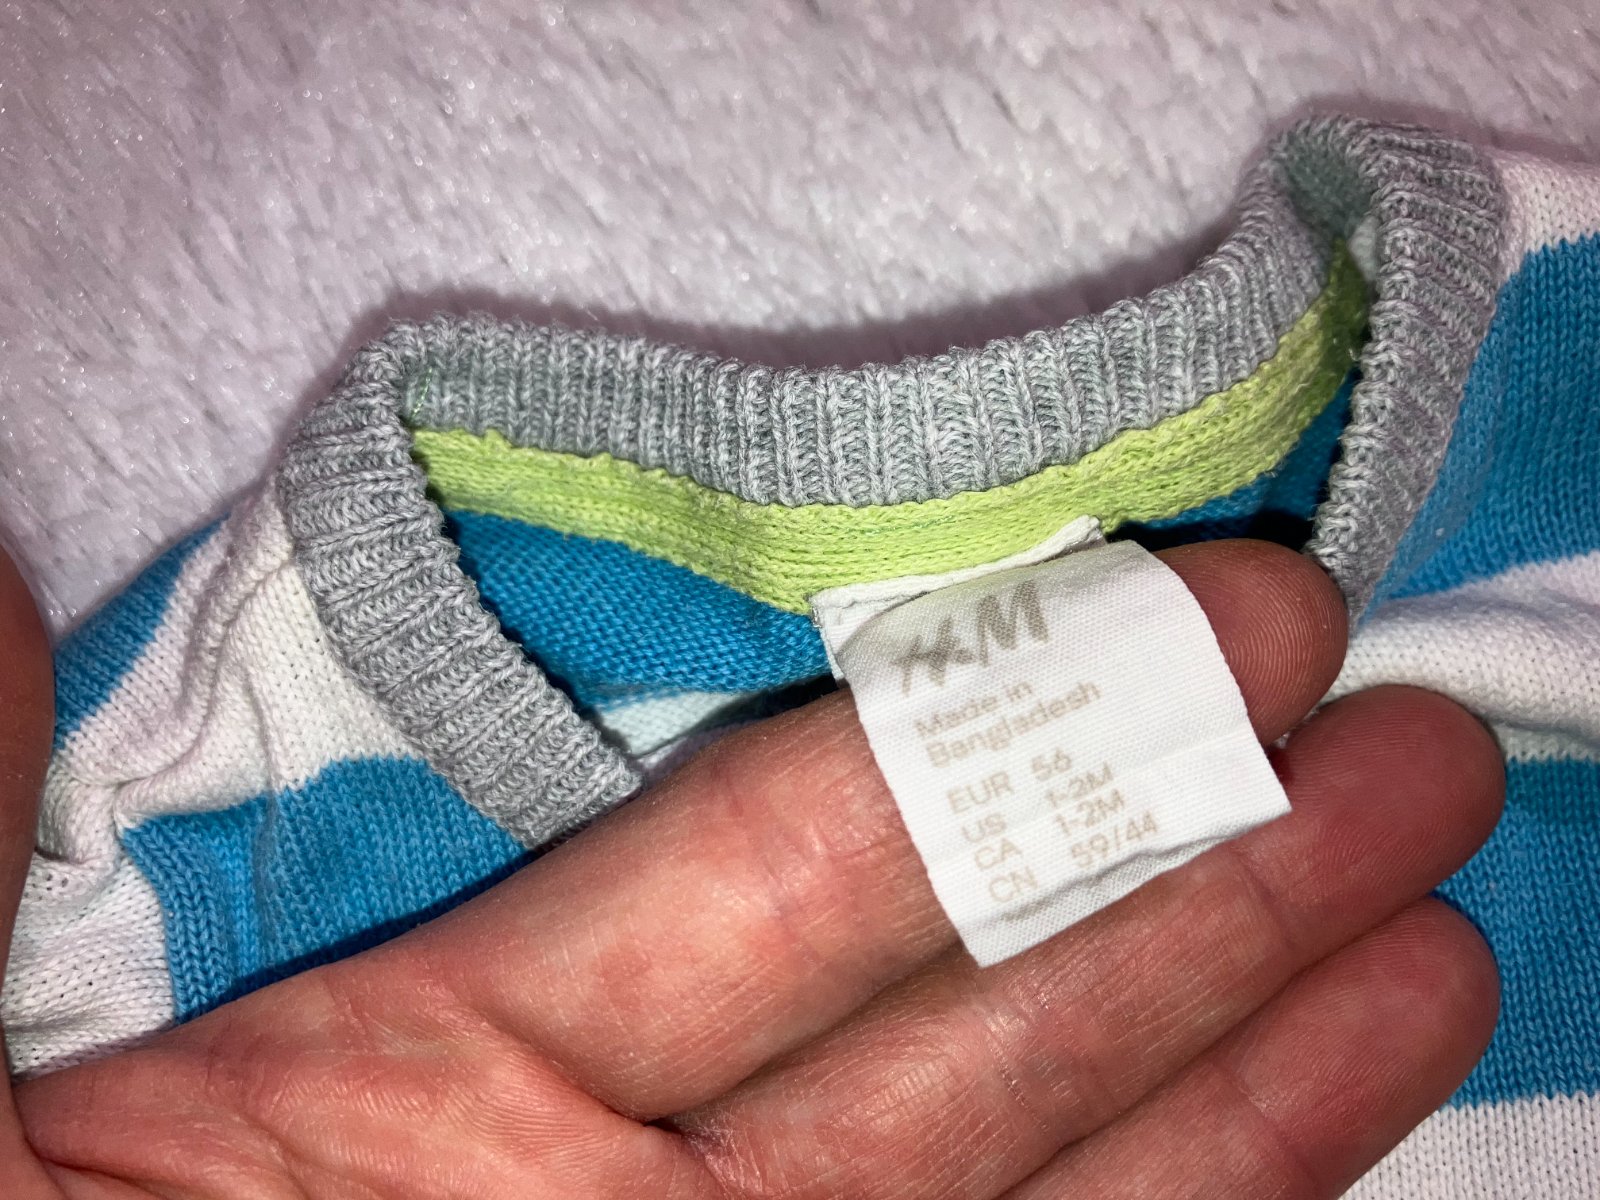 H&M
Made in
Bangladesh
EUR 56
US 1-2M
CA 1-2M
CN 59/44